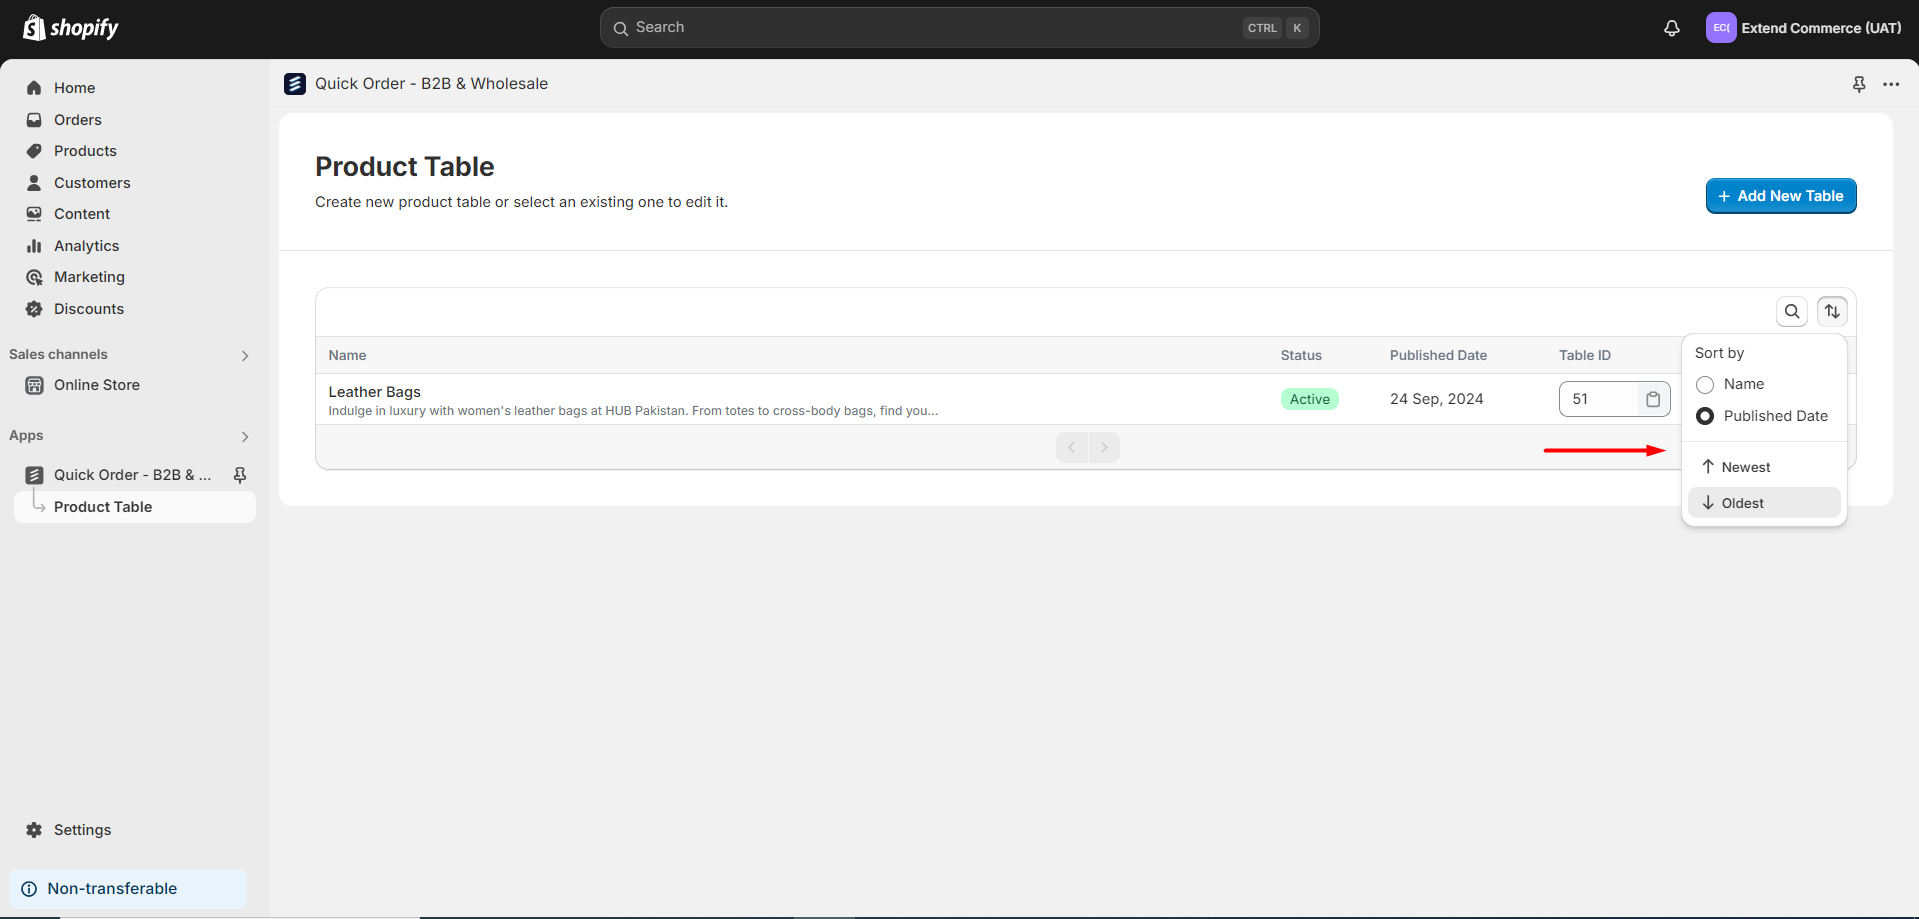 shopify
Search
CTRL K
EC(
Extend Commerce (UAT)
Home
Orders
Products
Customers
Content
Analytics
Marketing
Discounts
Sales channels
Online Store
Apps
Quick Order - B2B & ...
Product Table
Settings
Non-transferable
Quick Order - B2B & Wholesale
Product Table
Create new product table or select an existing one to edit it.
+ Add New Table
Name Status Published Date Table ID
Leather Bags
Indulge in luxury with women's leather bags at HUB Pakistan. From totes to cross-body bags, find you...
Active
24 Sep, 2024
51
Sort by
Name
Published Date
↑ Newest
↓ Oldest